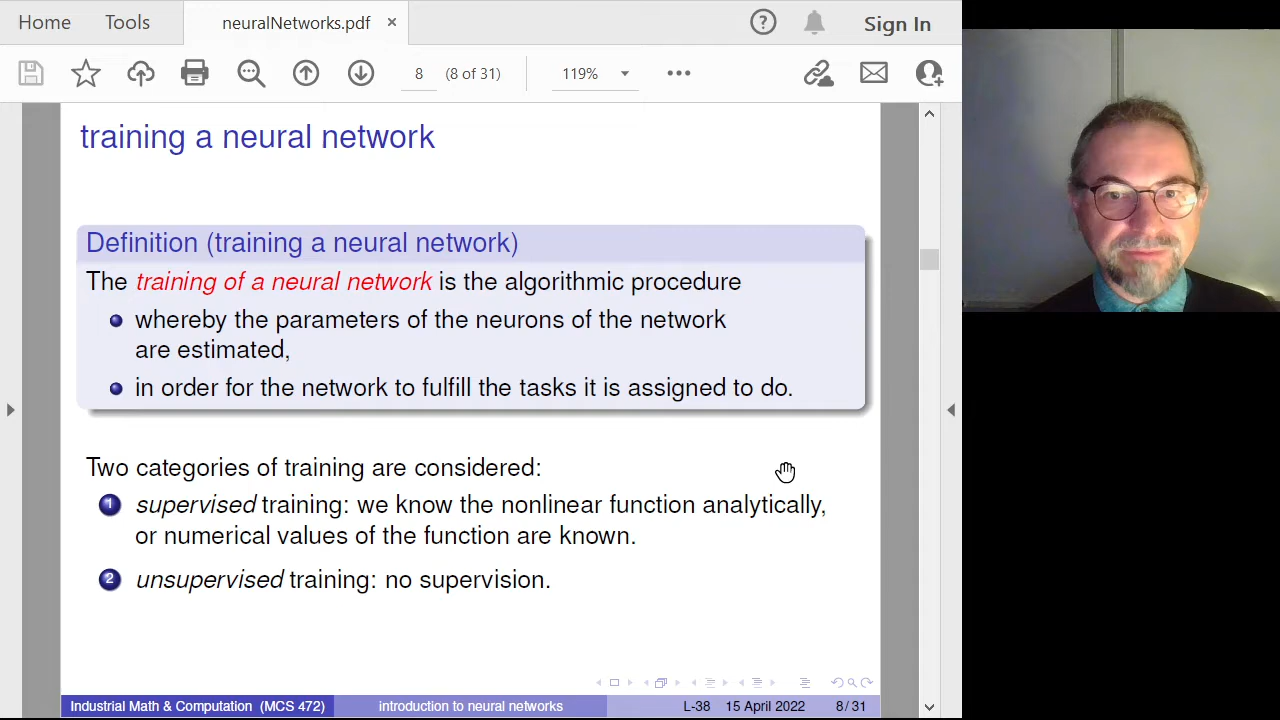 Home Tools neuralNetworks.pdf × Sign In
8 (8 of 31) 119%
training a neural network
Definition (training a neural network)
The training of a neural network is the algorithmic procedure
whereby the parameters of the neurons of the network
are estimated,
in order for the network to fulfill the tasks it is assigned to do.
Two categories of training are considered:
1 supervised training: we know the nonlinear function analytically,
or numerical values of the function are known.
2 unsupervised training: no supervision.
Industrial Math & Computation (MCS 472) introduction to neural networks L-38 15 April 2022 8 / 31